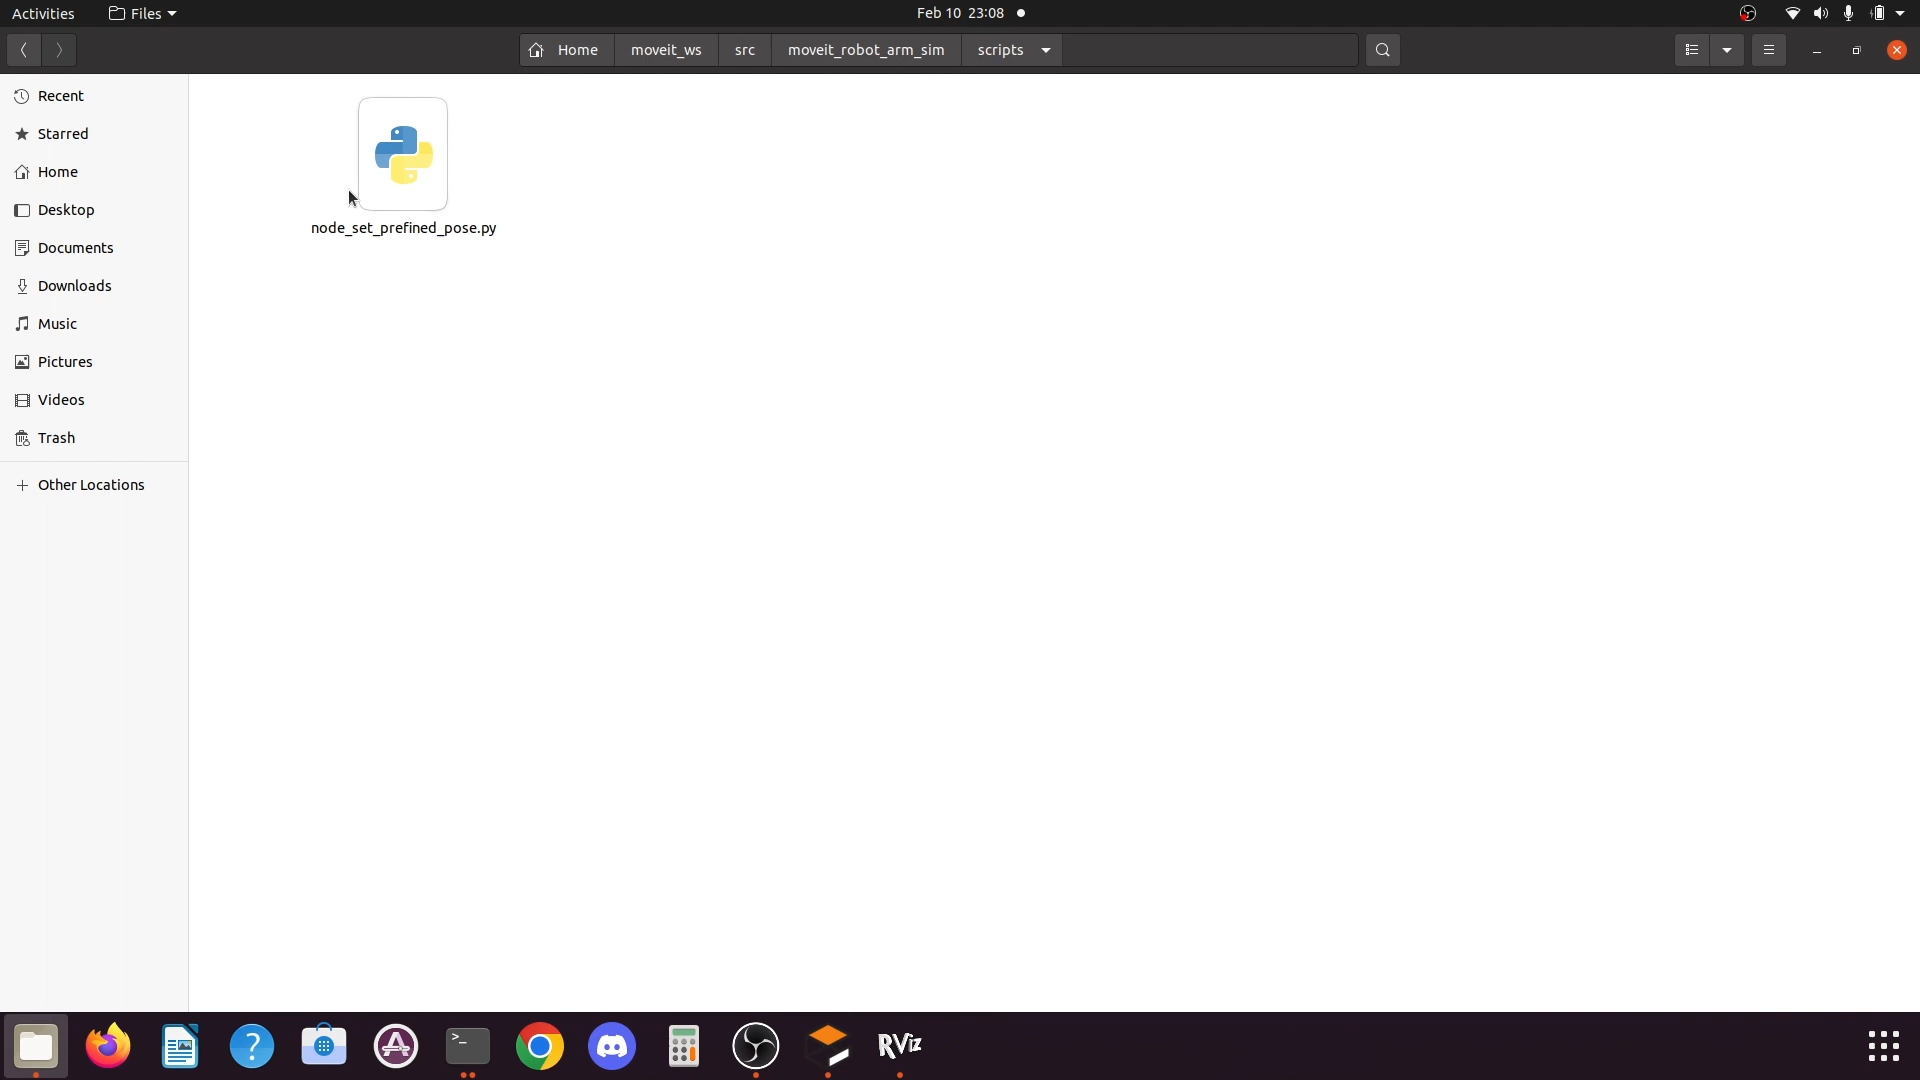 Activities Files Feb 10 23:08
Home moveit_ws src moveit_robot_arm_sim scripts
Recent
Starred
Home
Desktop
Documents
Downloads
Music
Pictures
Videos
Trash
Other Locations
node_set_prefined_pose.py
>_
?
A
RViz